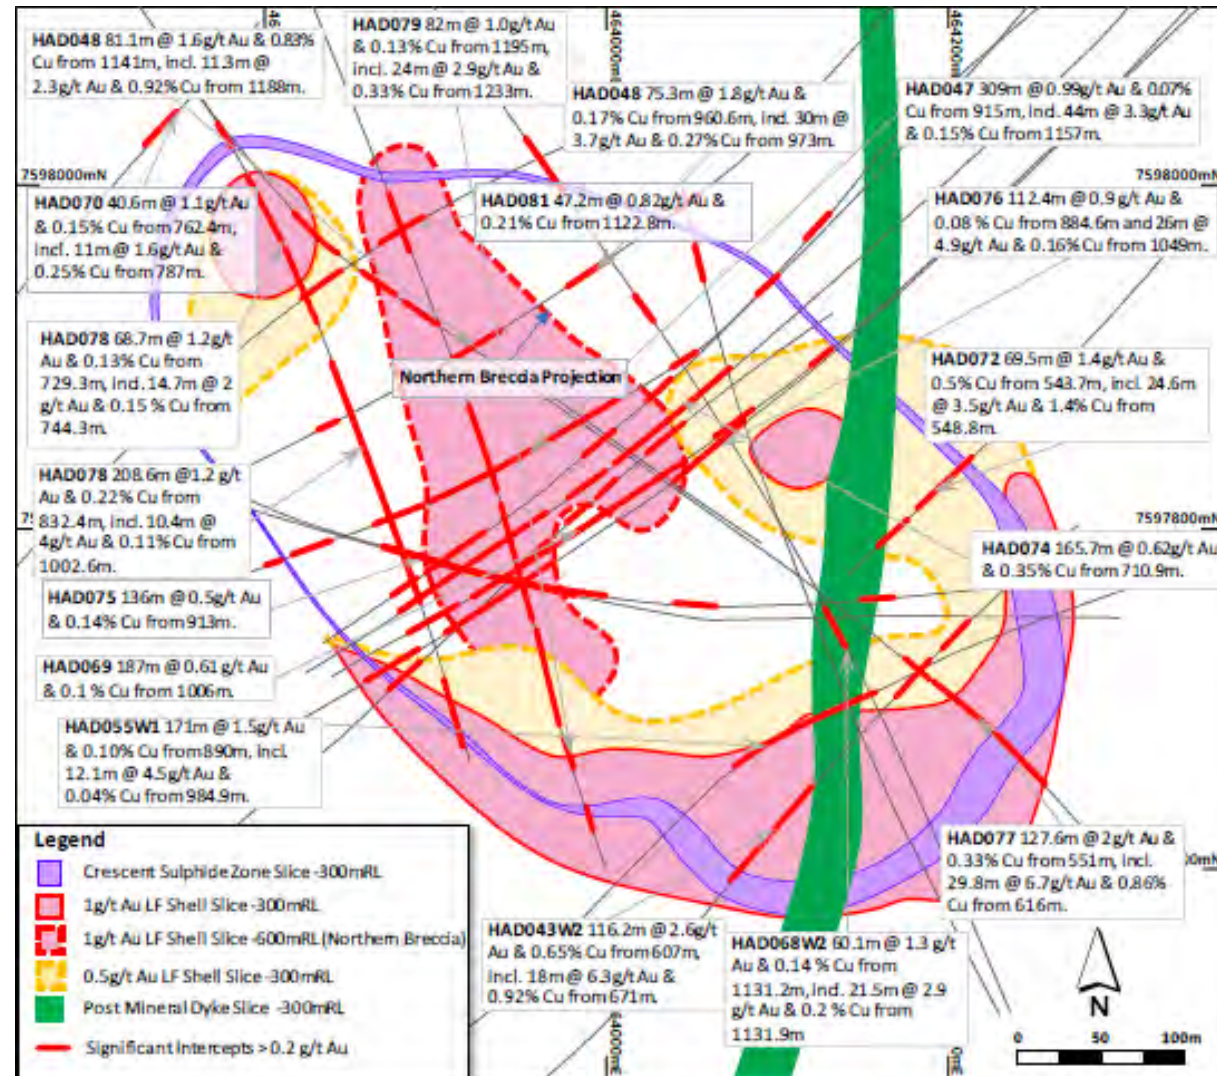 46
464000mE
464200mE
HAD048 81.1m @ 1.6g/t Au & 0.83%
Cu from 1141m, incl. 11.3m @
2.3g/t Au & 0.92% Cu from 1188m.
HAD079 82m @ 1.0g/t Au
& 0.13% Cu from 1195m,
incl. 24m @ 2.9g/t Au &
0.33% Cu from 1233m.
HAD048 75.3m @ 1.8g/t Au &
0.17% Cu from 960.6m, incl. 30m @
3.7g/t Au & 0.27% Cu from 973m.
HAD047 309m @ 0.99g/t Au & 0.07%
Cu from 915m, incl. 44m @ 3.3g/t Au
& 0.15% Cu from 1157m.
7598000mN
7598000mN
HAD070 40.6m @ 1.1g/t Au
& 0.15% Cu from 762.4m,
incl. 11m @ 1.6g/t Au &
0.25% Cu from 787m.
HAD081 47.2m @ 0.82g/t Au &
0.21% Cu from 1122.8m.
HAD076 112.4m @ 0.9 g/t Au &
0.08 % Cu from 884.6m and 26m @
4.9g/t Au & 0.16% Cu from 1049m.
HAD078 68.7m @ 1.2g/t
Au & 0.13% Cu from
729.3m, incl. 14.7m @ 2
g/t Au & 0.15 % Cu from
744.3m.
Northern Breccia Projection
HAD072 69.5m @ 1.4g/t Au &
0.5% Cu from 543.7m, incl. 24.6m
@ 3.5g/t Au & 1.4% Cu from
548.8m.
HAD078 208.6m @1.2 g/t
Au & 0.22% Cu from
832.4m, incl. 10.4m @
4g/t Au & 0.11% Cu from
1002.6m.
75
7597800mN
HAD074 165.7m @ 0.62g/t Au
& 0.35% Cu from 710.9m.
HAD075 136m @ 0.5g/t Au
& 0.14% Cu from 913m.
HAD069 187m @ 0.61 g/t Au
& 0.1 % Cu from 1006m.
HAD055W1 171m @ 1.5g/t Au
& 0.10% Cu from 890m, incl.
12.1m @ 4.5g/t Au &
0.04% Cu from 984.9m.
HAD077 127.6m @ 2g/t Au &
0.33% Cu from 551m, incl.
29.8m @ 6.7g/t Au & 0.86%
Cu from 616m.
00mN
HAD043W2 116.2m @ 2.6g/t
Au & 0.65% Cu from 607m,
incl. 18m @ 6.3g/t Au &
0.92% Cu from 671m.
HAD068W2 60.1m @ 1.3 g/t
Au & 0.14 % Cu from
1131.2m, incl. 21.5m @ 2.9
g/t Au & 0.2 % Cu from
1131.9m
Legend
Crescent Sulphide Zone Slice -300mRL
1g/t Au LF Shell Slice -300mRL
1g/t Au LF Shell Slice -600mRL (Northern Breccia)
0.5g/t Au LF Shell Slice -300mRL
Post Mineral Dyke Slice -300mRL
Significant Intercepts > 0.2 g/t Au
64000mE
0mE
N
0 50 100m